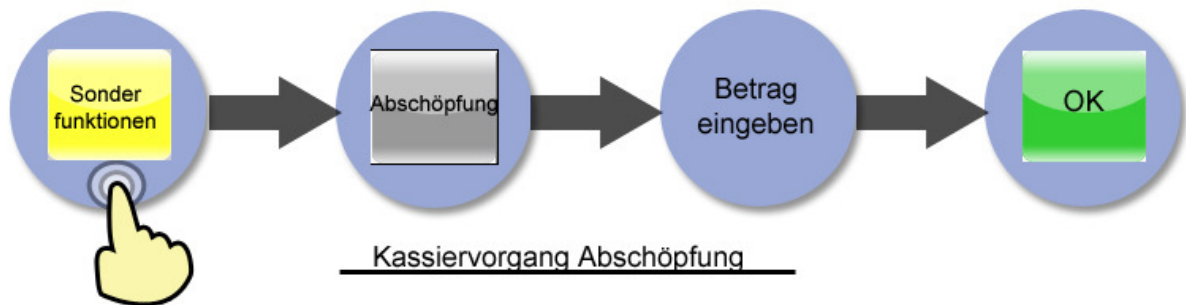 Sonder
funktionen
Abschöpfung
Betrag
eingeben
OK
Kassiervorgang Abschöpfung